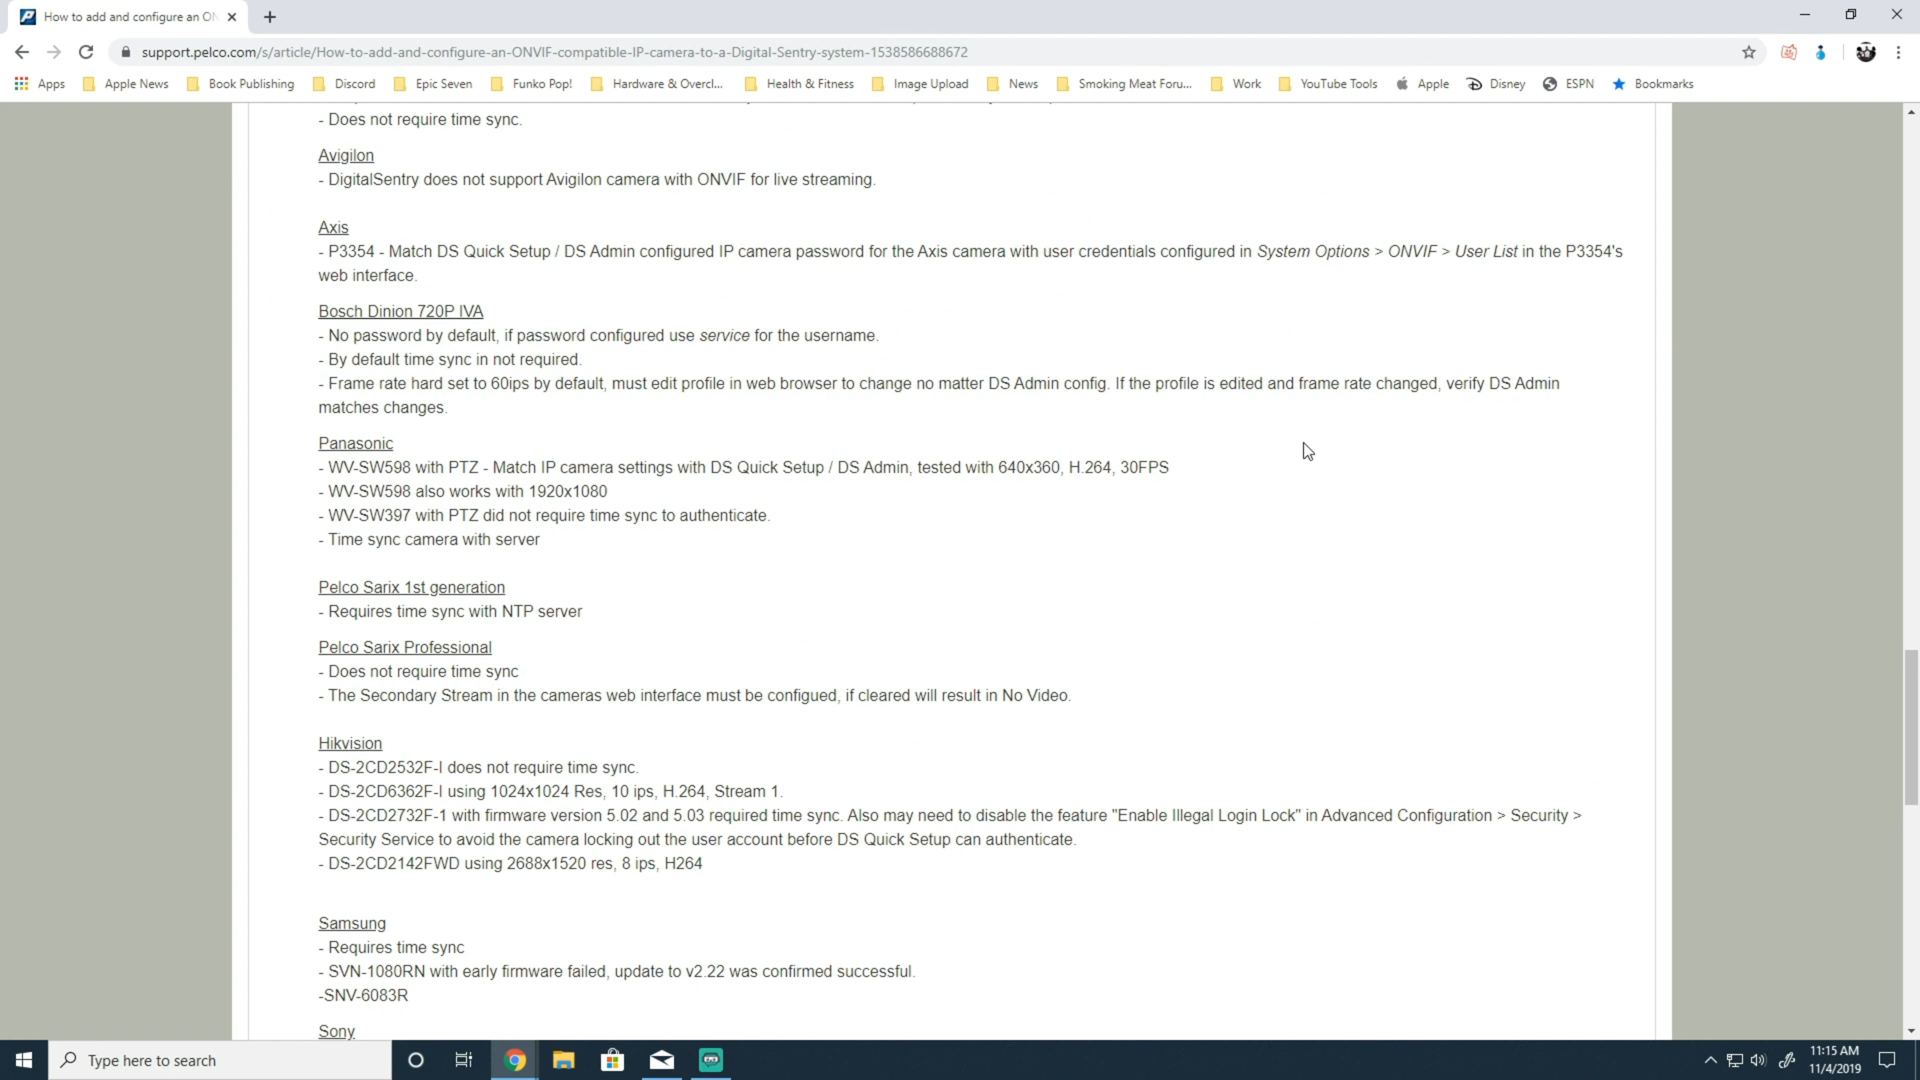 How to add and configure an ON
support.pelco.com/s/article/How-to-add-and-configure-an-ONVIF-compatible-IP-camera-to-a-Digital-Sentry-system-1538586688672
Apps Apple News Book Publishing Discord Epic Seven Funko Pop! Hardware & Overcl... Health & Fitness Image Upload News Smoking Meat Foru... Work YouTube Tools Apple Disney ESPN Bookmarks
- Does not require time sync.
Avigilon
- DigitalSentry does not support Avigilon camera with ONVIF for live streaming.
Axis
- P3354 - Match DS Quick Setup / DS Admin configured IP camera password for the Axis camera with user credentials configured in System Options > ONVIF > User List in the P3354's
web interface.
Bosch Dinion 720P IVA
- No password by default, if password configured use service for the username.
- By default time sync in not required.
- Frame rate hard set to 60ips by default, must edit profile in web browser to change no matter DS Admin config. If the profile is edited and frame rate changed, verify DS Admin
matches changes.
Panasonic
- WV-SW598 with PTZ - Match IP camera settings with DS Quick Setup / DS Admin, tested with 640x360, H.264, 30FPS
- WV-SW598 also works with 1920x1080
- WV-SW397 with PTZ did not require time sync to authenticate.
- Time sync camera with server
Pelco Sarix 1st generation
- Requires time sync with NTP server
Pelco Sarix Professional
- Does not require time sync
- The Secondary Stream in the cameras web interface must be configued, if cleared will result in No Video.
Hikvision
- DS-2CD2532F-I does not require time sync.
- DS-2CD6362F-I using 1024x1024 Res, 10 ips, H.264, Stream 1.
- DS-2CD2732F-1 with firmware version 5.02 and 5.03 required time sync. Also may need to disable the feature "Enable Illegal Login Lock" in Advanced Configuration > Security >
Security Service to avoid the camera locking out the user account before DS Quick Setup can authenticate.
- DS-2CD2142FWD using 2688x1520 res, 8 ips, H264
Samsung
- Requires time sync
- SVN-1080RN with early firmware failed, update to v2.22 was confirmed successful.
-SNV-6083R
Sony
Type here to search
11:15 AM
11/4/2019